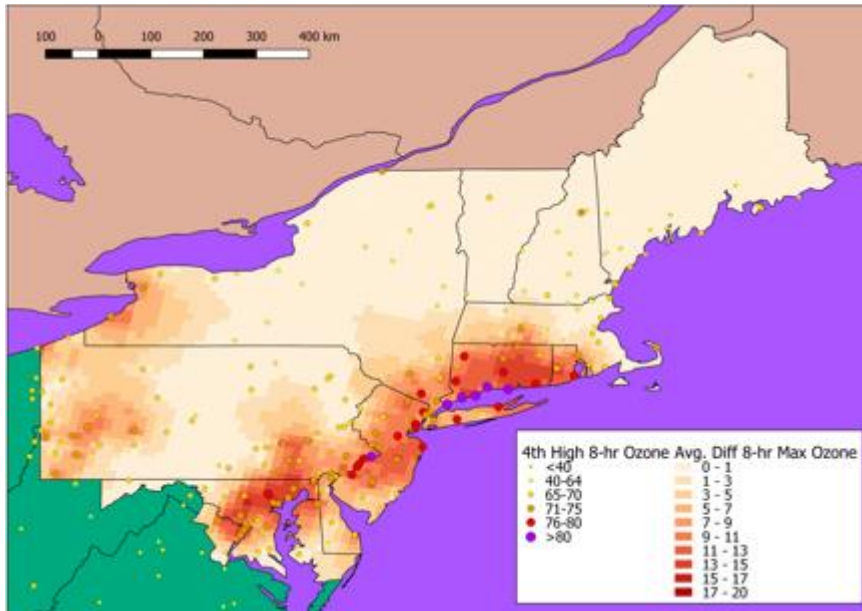 100 0 100 200 300 400 km
4th High 8-hr Ozone Avg. Diff 8-hr Max Ozone
<40 0 - 1
40-64 1 - 3
65-70 3 - 5
71-75 5 - 7
76-80 7 - 9
>80 9 - 11
11 - 13
13 - 15
15 - 17
17 - 20